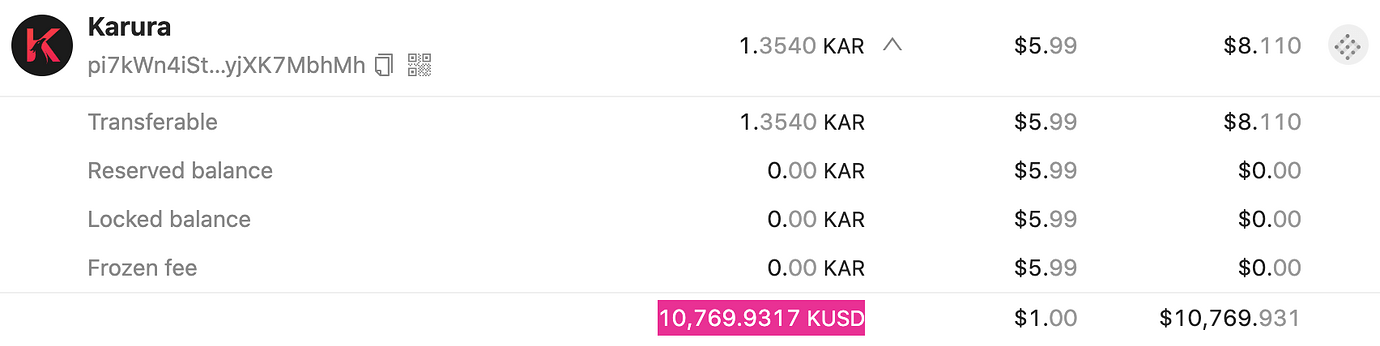 Karura
1.3540 KAR $5.99 $8.110
pi7kWn4iSt...yjXK7MbhMh
Transferable 1.3540 KAR $5.99 $8.110
Reserved balance 0.00 KAR $5.99 $0.00
Locked balance 0.00 KAR $5.99 $0.00
Frozen fee 0.00 KAR $5.99 $0.00
10,769.9317 KUSD $1.00 $10,769.931